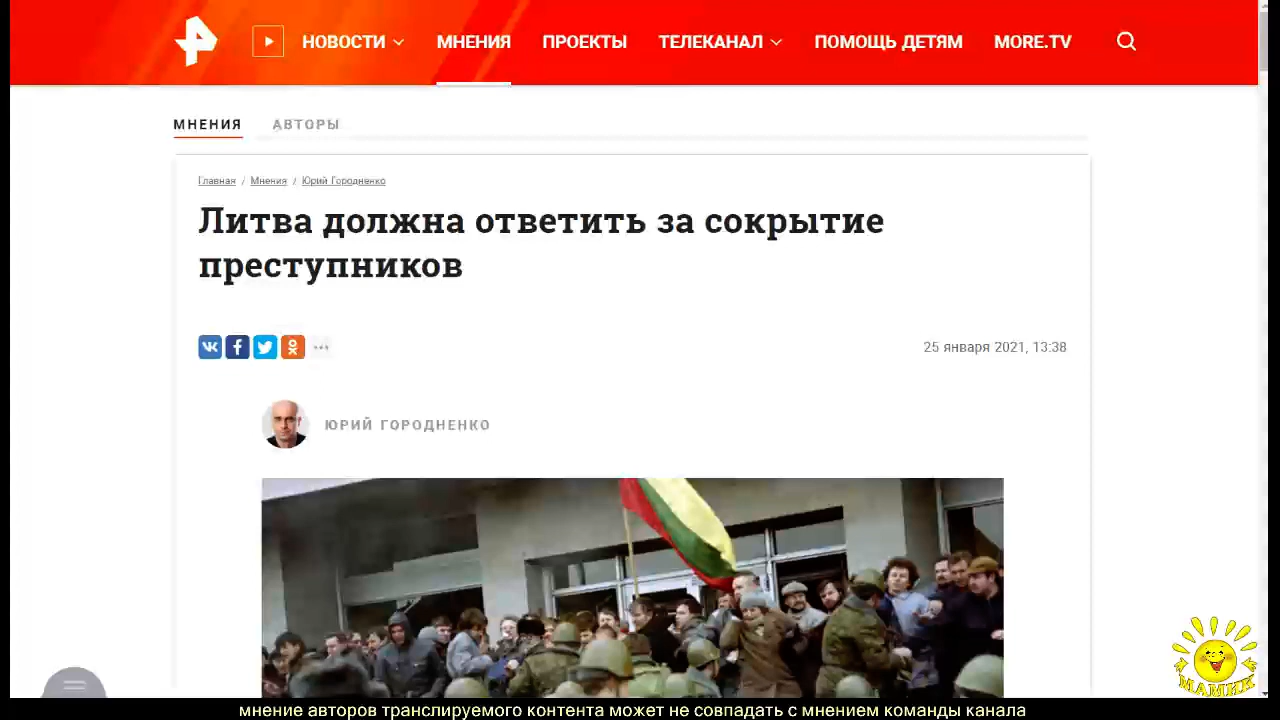 НОВОСТИ МНЕНИЯ ПРОЕКТЫ ТЕЛЕКАНАЛ ПОМОЩЬ ДЕТЯМ MORE.TV
МНЕНИЯ АВТОРЫ
Главная / Мнения / Юрий Городненко
Литва должна ответить за сокрытие
преступников
25 января 2021, 13:38
ЮРИЙ ГОРОДНЕНКО
МАМИК
мнение авторов транслируемого контента может не совпадать с мнением команды канала